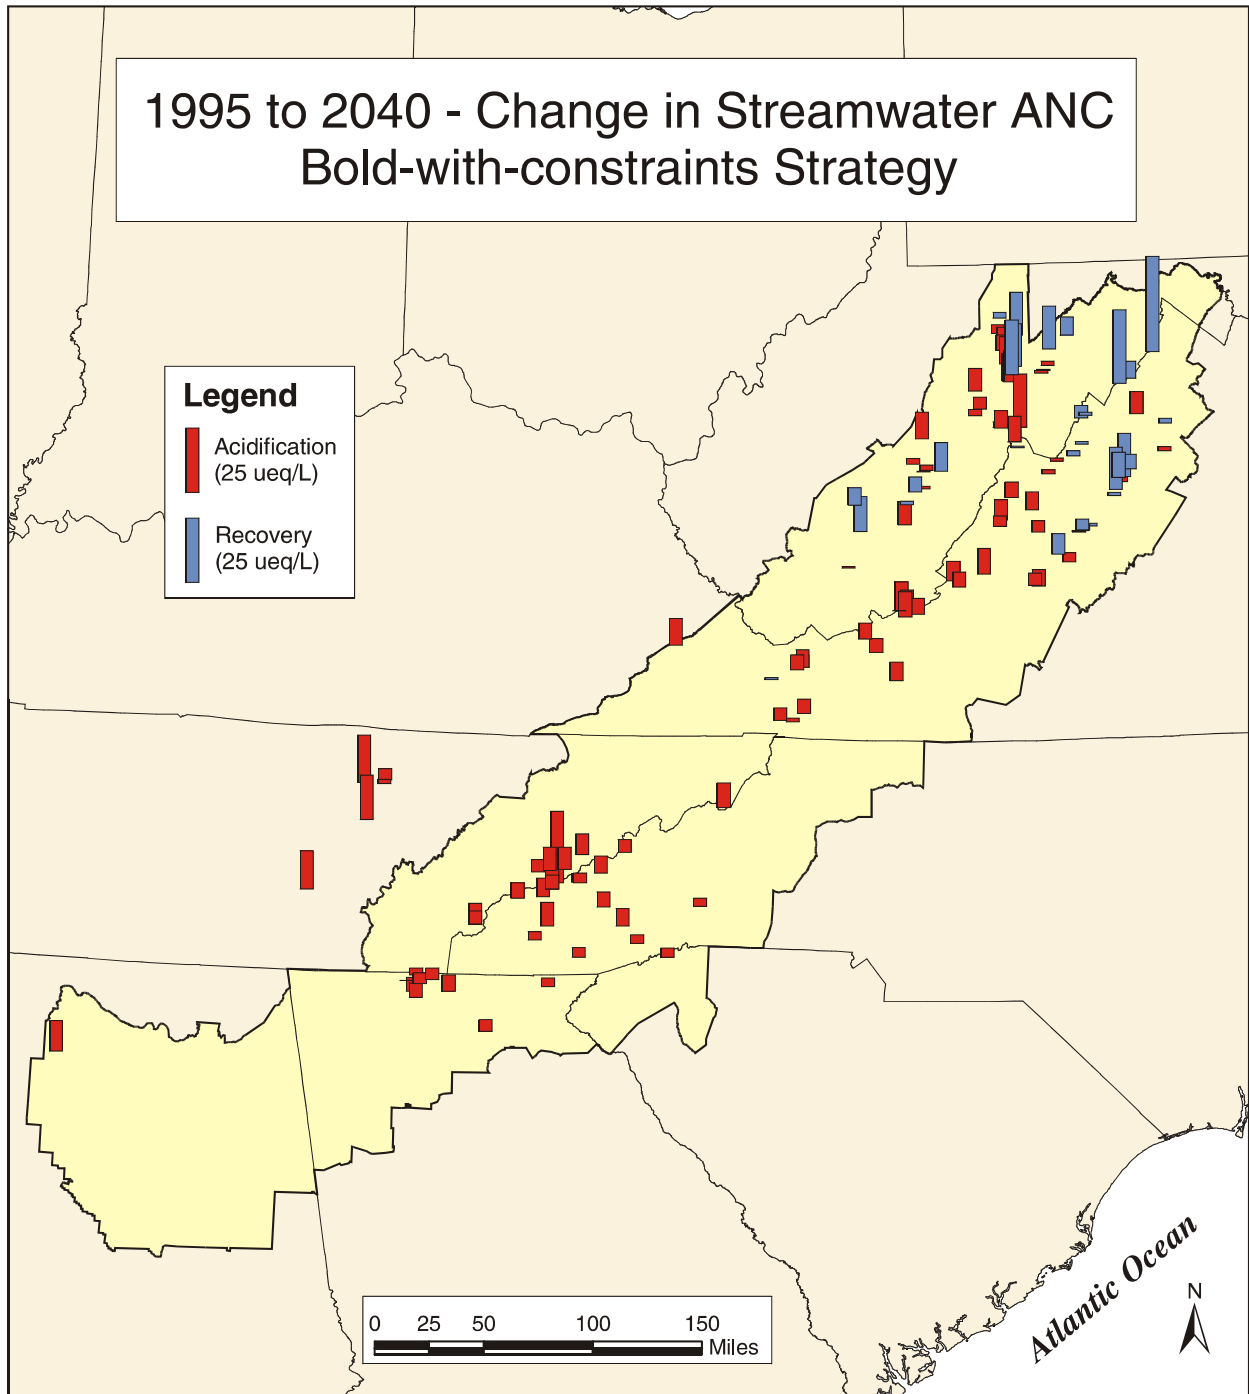 1995 to 2040 - Change in Streamwater ANC
Bold-with-constraints Strategy
Legend
Acidification
(25 ueq/L)
Recovery
(25 ueq/L)
0 25 50 100 150
Miles
Atlantic Ocean
N